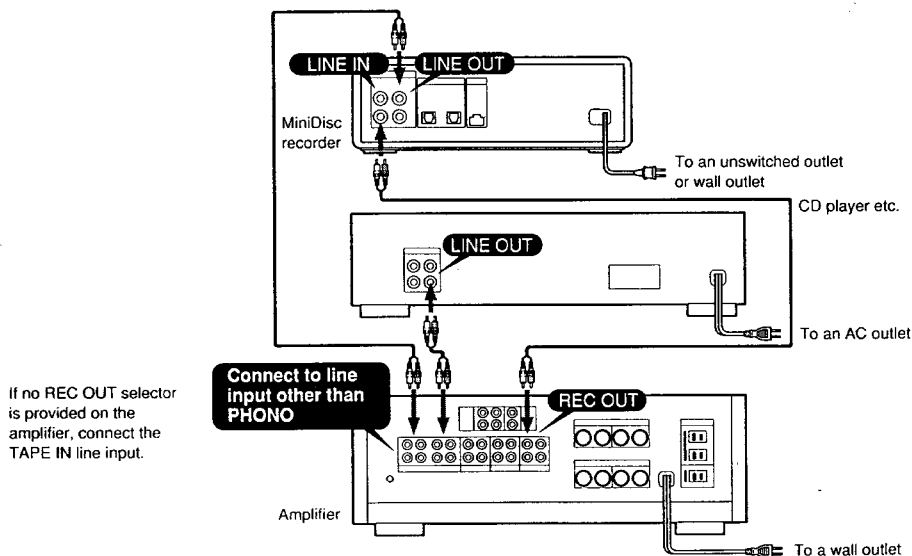 LINE IN
LINE OUT
MiniDisc
recorder
To an unswitched outlet
or wall outlet
CD player etc.
LINE OUT
To an AC outlet
If no REC OUT selector
is provided on the
amplifier, connect the
TAPE IN line input.
Connect to line
input other than
PHONO
REC OUT
Amplifier
To a wall outlet